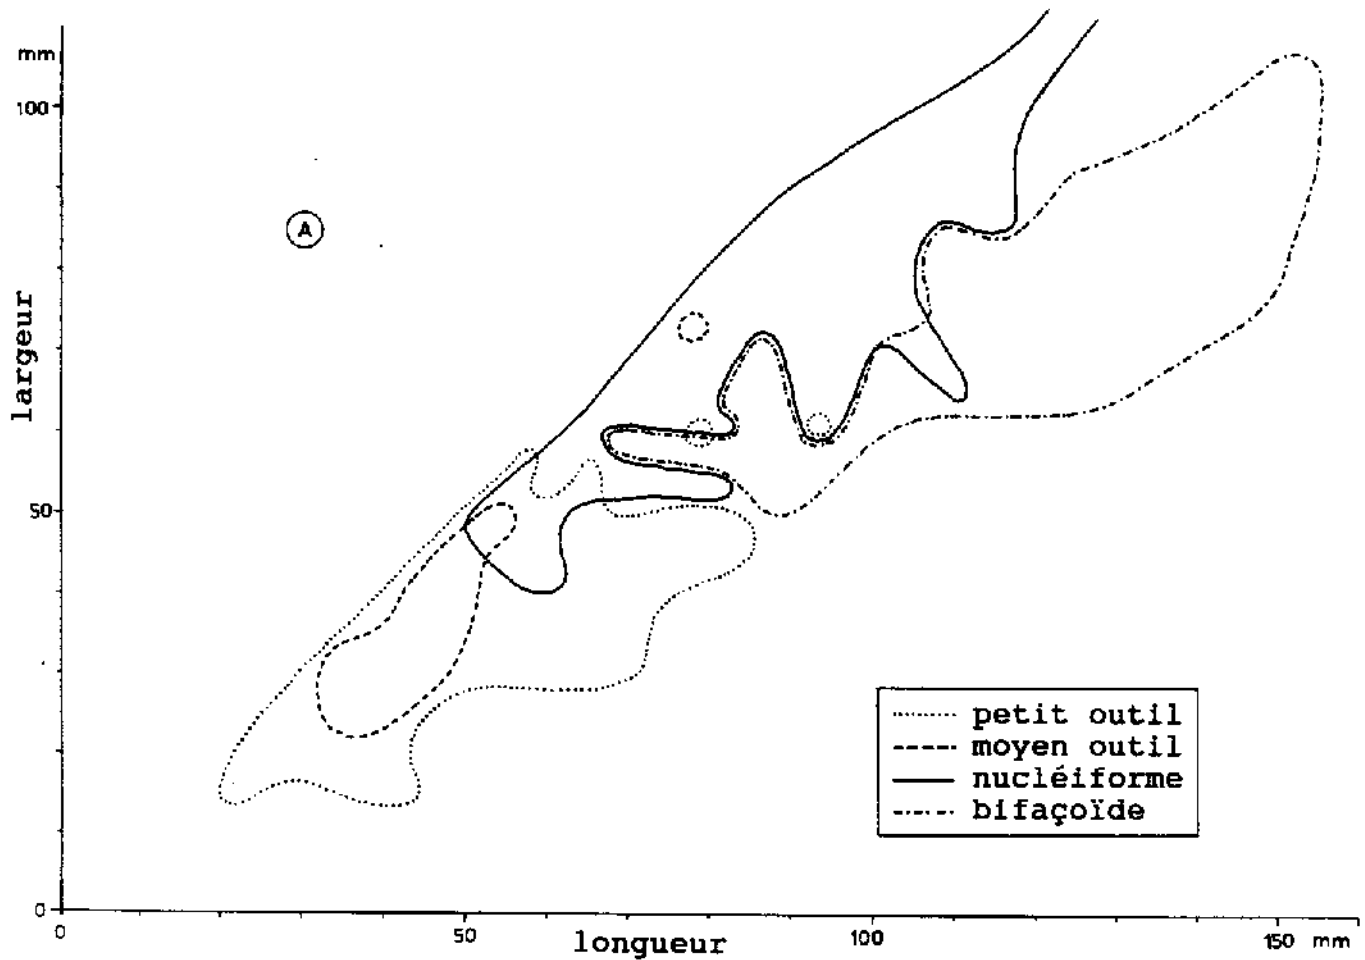 mm
100
A
largeur
50
0
petit outil
moyen outil
nucléiforme
bifaçoïde
0
50
longueur
100
150 mm